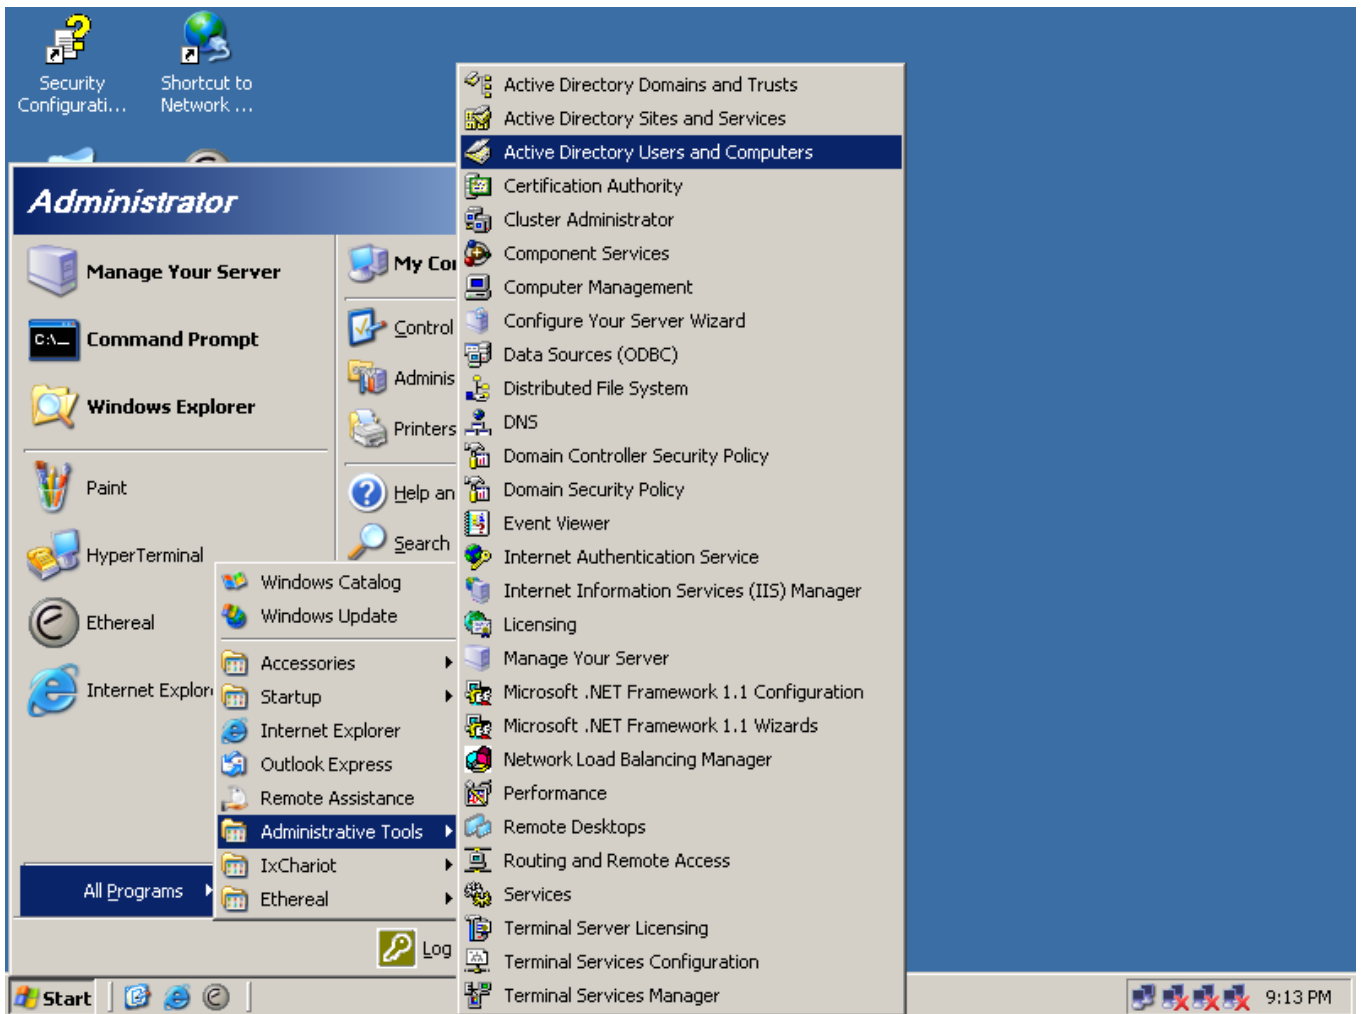 Security
Configurati...
Shortcut to
Network ...
Administrator
Manage Your Server
Command Prompt
Windows Explorer
Paint
HyperTerminal
Ethereal
Internet Explor
All Programs
My Co
Control
Adminis
Printers
Help an
Search
Log
Windows Catalog
Windows Update
Accessories
Startup
Internet Explorer
Outlook Express
Remote Assistance
Administrative Tools
IxChariot
Ethereal
Active Directory Domains and Trusts
Active Directory Sites and Services
Active Directory Users and Computers
Certification Authority
Cluster Administrator
Component Services
Computer Management
Configure Your Server Wizard
Data Sources (ODBC)
Distributed File System
DNS
Domain Controller Security Policy
Domain Security Policy
Event Viewer
Internet Authentication Service
Internet Information Services (IIS) Manager
Licensing
Manage Your Server
Microsoft .NET Framework 1.1 Configuration
Microsoft .NET Framework 1.1 Wizards
Network Load Balancing Manager
Performance
Remote Desktops
Routing and Remote Access
Services
Terminal Server Licensing
Terminal Services Configuration
Terminal Services Manager
Start
9:13 PM